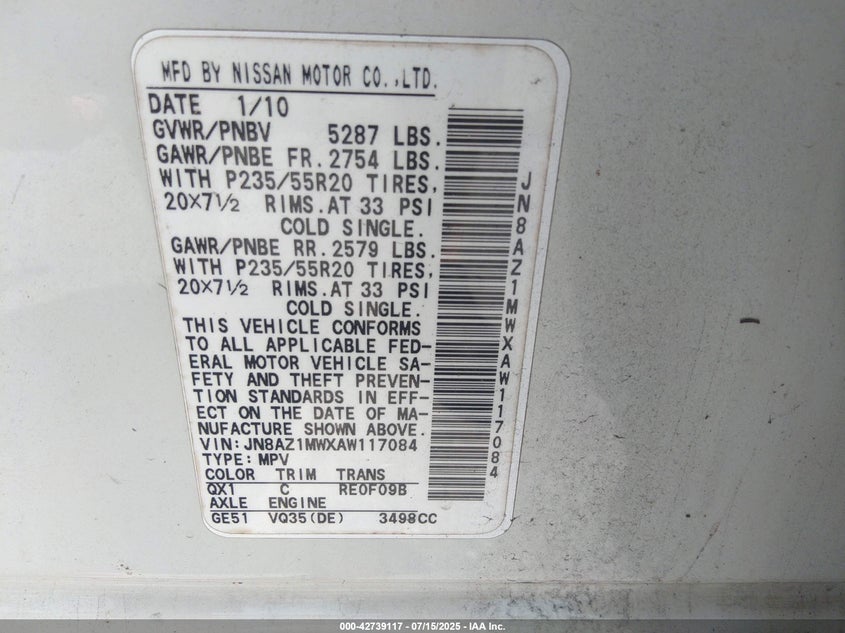 MFD BY NISSAN MOTOR CO.,LTD.
DATE 1/10
GVWR/PNBV 5287 LBS.
GAWR/PNBE FR. 2754 LBS.
WITH P235/55R20 TIRES,
20X7½ RIMS.AT 33 PSI
COLD SINGLE.
GAWR/PNBE RR. 2579 LBS.
WITH P235/55R20 TIRES,
20X7½ RIMS.AT 33 PSI
COLD SINGLE.
THIS VEHICLE CONFORMS
TO ALL APPLICABLE FED-
ERAL MOTOR VEHICLE SA-
FETY AND THEFT PREVEN-
TION STANDARDS IN EFF-
ECT ON THE DATE OF MA-
NUFACTURE SHOWN ABOVE.
VIN:JN8AZ1MWXAW117084
TYPE:MPV
COLOR TRIM TRANS
QX1 C RE0F09B
AXLE ENGINE
GE51 VQ35(DE) 3498CC
JN8AZ1MWXAW117084
000-42739117 - 07/15/2025 - IAA Inc.